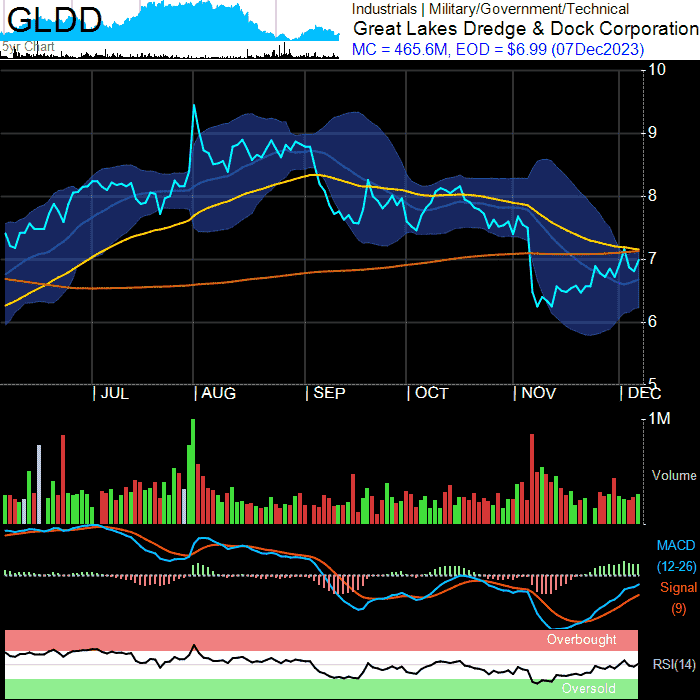 GLDD
5yr Chart
Industrials | Military/Government/Technical
Great Lakes Dredge & Dock Corporation
MC = 465.6M, EOD = $6.99 (07Dec2023)
10
9
8
7
6
5
| JUL | AUG | SEP | OCT | NOV | DEC
1M
Volume
MACD
(12-26)
Signal
(9)
Overbought
RSI(14)
Oversold